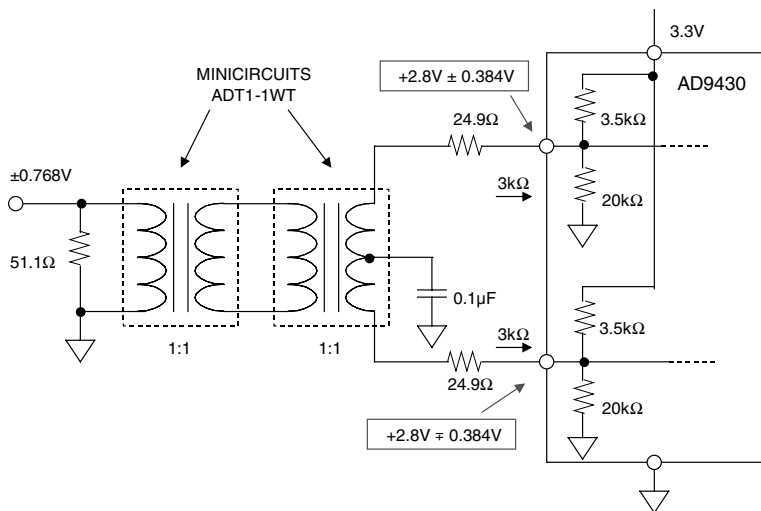 3.3V
MINICIRCUITS
ADT1-1WT
+2.8V ± 0.384V
AD9430
24.9Ω
3.5kΩ
±0.768V
3kΩ
20kΩ
51.1Ω
0.1µF
1:1
1:1
3kΩ
3.5kΩ
24.9Ω
20kΩ
+2.8V ∓ 0.384V